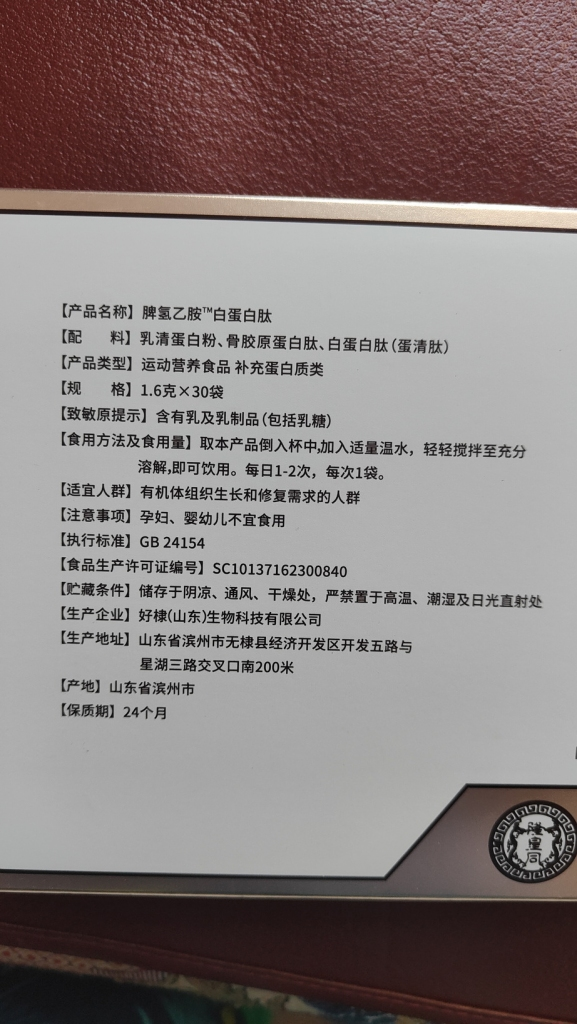 【产品名称】脾氢乙胺™白蛋白肽
【配 料】乳清蛋白粉、骨胶原蛋白肽、白蛋白肽(蛋清肽)
【产品类型】运动营养食品 补充蛋白质类
【规 格】1.6克×30袋
【致敏原提示】含有乳及乳制品(包括乳糖)
【食用方法及食用量】取本产品倒入杯中,加入适量温水，轻轻搅拌至充分
溶解,即可饮用。每日1-2次，每次1袋。
【适宜人群】有机体组织生长和修复需求的人群
【注意事项】孕妇、婴幼儿不宜食用
【执行标准】GB 24154
【食品生产许可证编号】SC10137162300840
【贮藏条件】储存于阴凉、通风、干燥处，严禁置于高温、潮湿及日光直射处
【生产企业】好棣(山东)生物科技有限公司
【生产地址】山东省滨州市无棣县经济开发区开发五路与
星湖三路交叉口南200米
【产地】山东省滨州市
【保质期】24个月